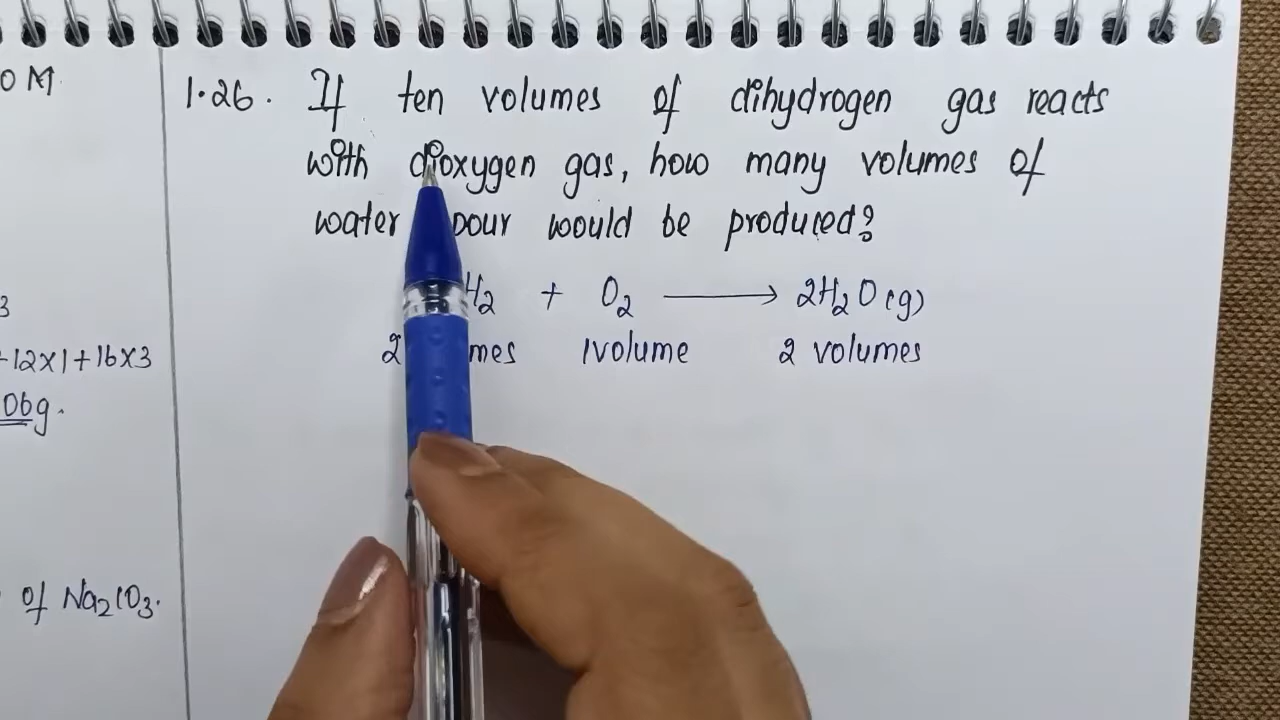 0 M.
1.26. If ten volumes of dihydrogen gas reacts
with dioxygen gas, how many volumes of
water pour would be produced?
H2 + O2 → 2H2O(g)
2 mes 1volume 2 volumes
3
+12x1+16x3
06g.
of Na2CO3.